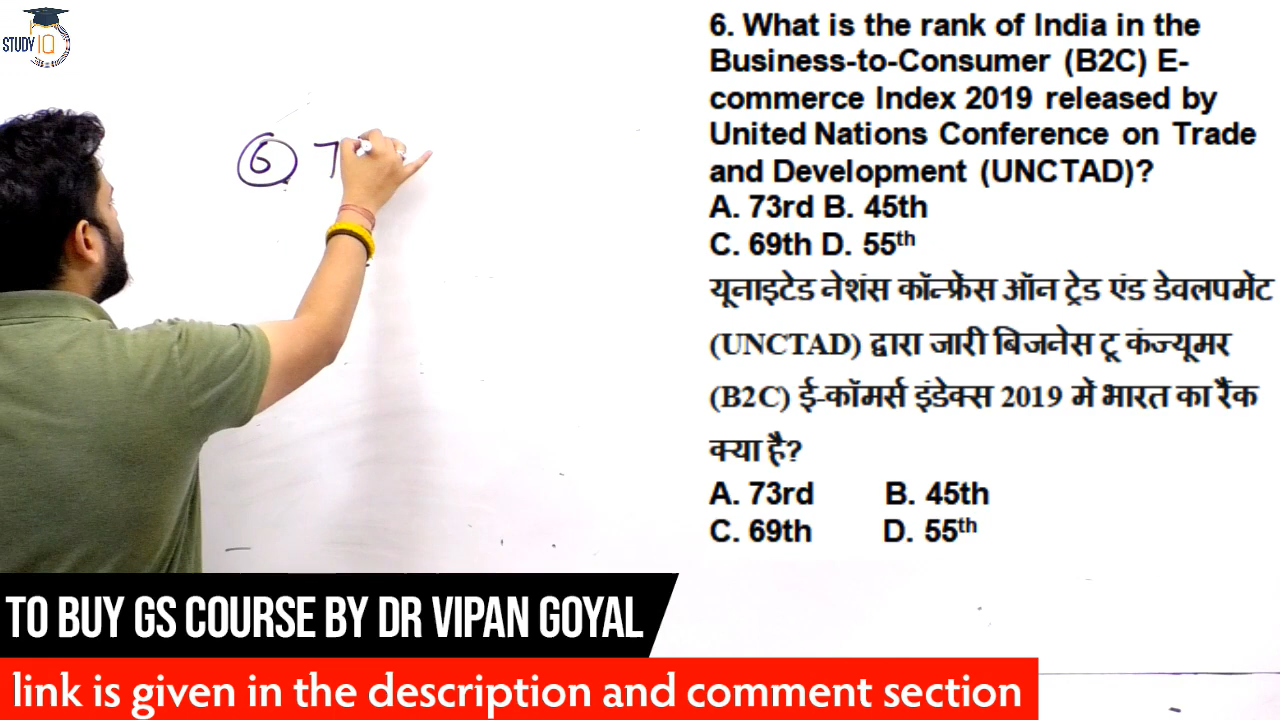 STUDY IQ
6 7
6. What is the rank of India in the
Business-to-Consumer (B2C) E-
commerce Index 2019 released by
United Nations Conference on Trade
and Development (UNCTAD)?
A. 73rd B. 45th
C. 69th D. 55th
यूनाइटेड नेशंस कॉन्फ्रेंस ऑन ट्रेड एंड डेवलपमेंट
(UNCTAD) द्वारा जारी बिजनेस टू कंज्यूमर
(B2C) ई-कॉमर्स इंडेक्स 2019 में भारत का रैंक
क्या है?
A. 73rd B. 45th
C. 69th D. 55th
TO BUY GS COURSE BY DR VIPAN GOYAL
link is given in the description and comment section